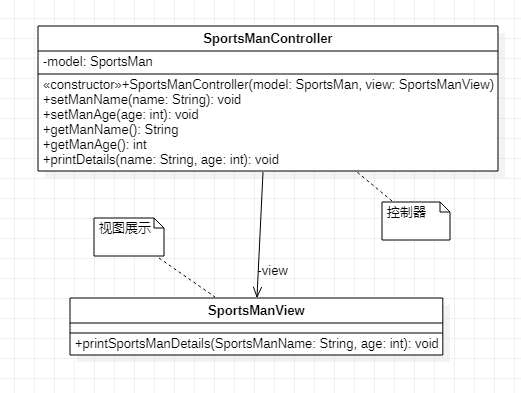 SportsManController
-model: SportsMan
«constructor»+SportsManController(model: SportsMan, view: SportsManView)
+setManName(name: String): void
+setManAge(age: int): void
+getManName(): String
+getManAge(): int
+printDetails(name: String, age: int): void
控制器
视图展示
-view
SportsManView
+printSportsManDetails(SportsManName: String, age: int): void